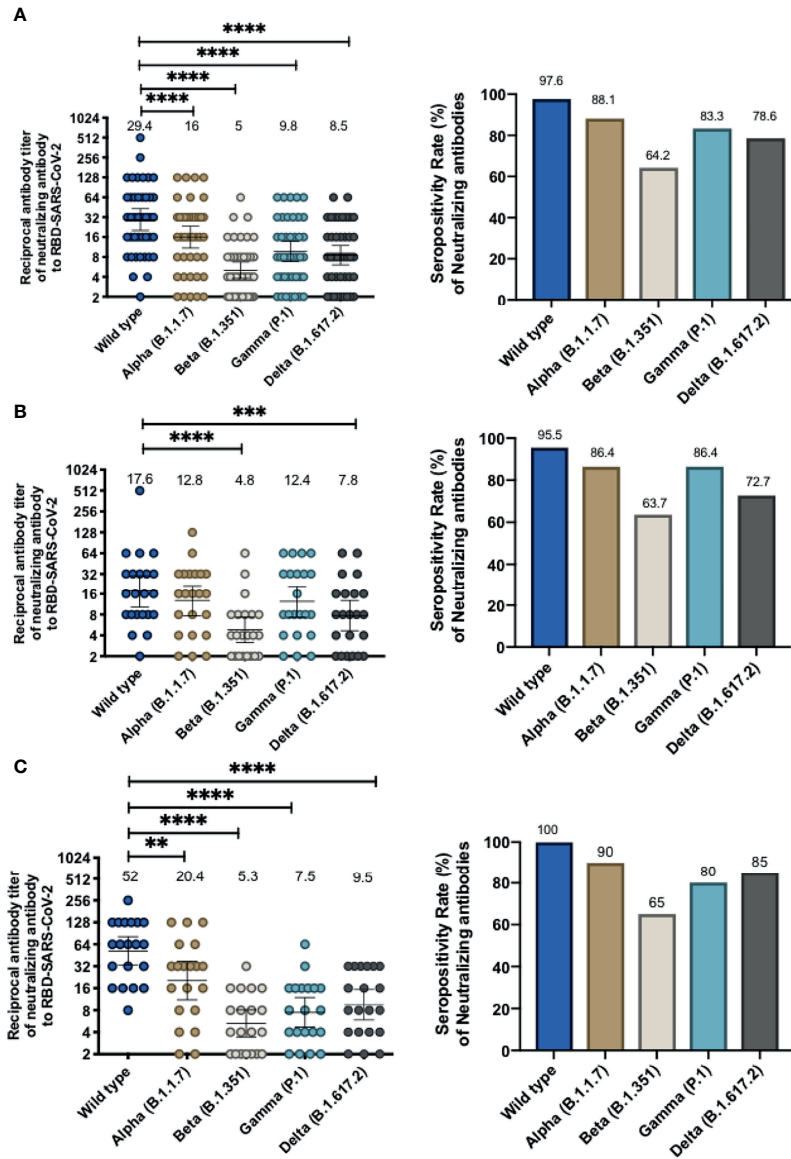 A
****
****
****
****
29.4 16 5 9.8 8.5
Reciprocal antibody titer
of neutralizing antibody
to RBD-SARS-CoV-2
1024
512
256
128
64
32
16
8
4
2
Wild type
Alpha (B.1.1.7)
Beta (B.1.351)
Gamma (P.1)
Delta (B.1.617.2)
Seropositivity Rate (%)
of Neutralizing antibodies
100
80
60
40
20
0
97.6
88.1
64.2
83.3
78.6
Wild type
Alpha (B.1.1.7)
Beta (B.1.351)
Gamma (P.1)
Delta (B.1.617.2)
B
***
****
17.6 12.8 4.8 12.4 7.8
Reciprocal antibody titer
of neutralizing antibody
to RBD-SARS-CoV-2
1024
512
256
128
64
32
16
8
4
2
Wild type
Alpha (B.1.1.7)
Beta (B.1.351)
Gamma (P.1)
Delta (B.1.617.2)
Seropositivity Rate (%)
of Neutralizing antibodies
100
80
60
40
20
0
95.5
86.4
63.7
86.4
72.7
Wild type
Alpha (B.1.1.7)
Beta (B.1.351)
Gamma (P.1)
Delta (B.1.617.2)
C
****
****
****
**
52 20.4 5.3 7.5 9.5
Reciprocal antibody titer
of neutralizing antibody
to RBD-SARS-CoV-2
1024
512
256
128
64
32
16
8
4
2
Wild type
Alpha (B.1.1.7)
Beta (B.1.351)
Gamma (P.1)
Delta (B.1.617.2)
Seropositivity Rate (%)
of Neutralizing antibodies
100
80
60
40
20
0
100
90
65
80
85
Wild type
Alpha (B.1.1.7)
Beta (B.1.351)
Gamma (P.1)
Delta (B.1.617.2)